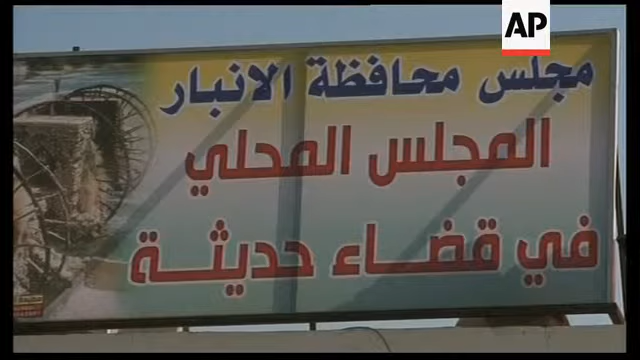 AP
مجلس محافظة الانبار
المجلس المحلي
في قضاء حديثة